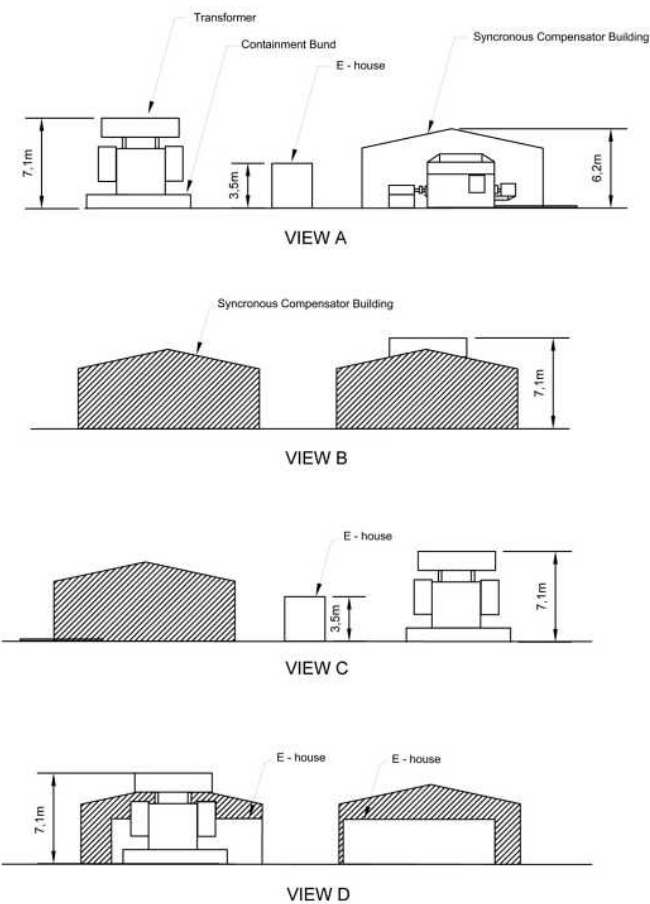 Transformer
Containment Bund
E - house
Syncronous Compensator Building
7,1m
3,5m
6,2m
VIEW A
Syncronous Compensator Building
7,1m
VIEW B
E - house
3,5m
7,1m
VIEW C
E - house
E - house
7,1m
VIEW D